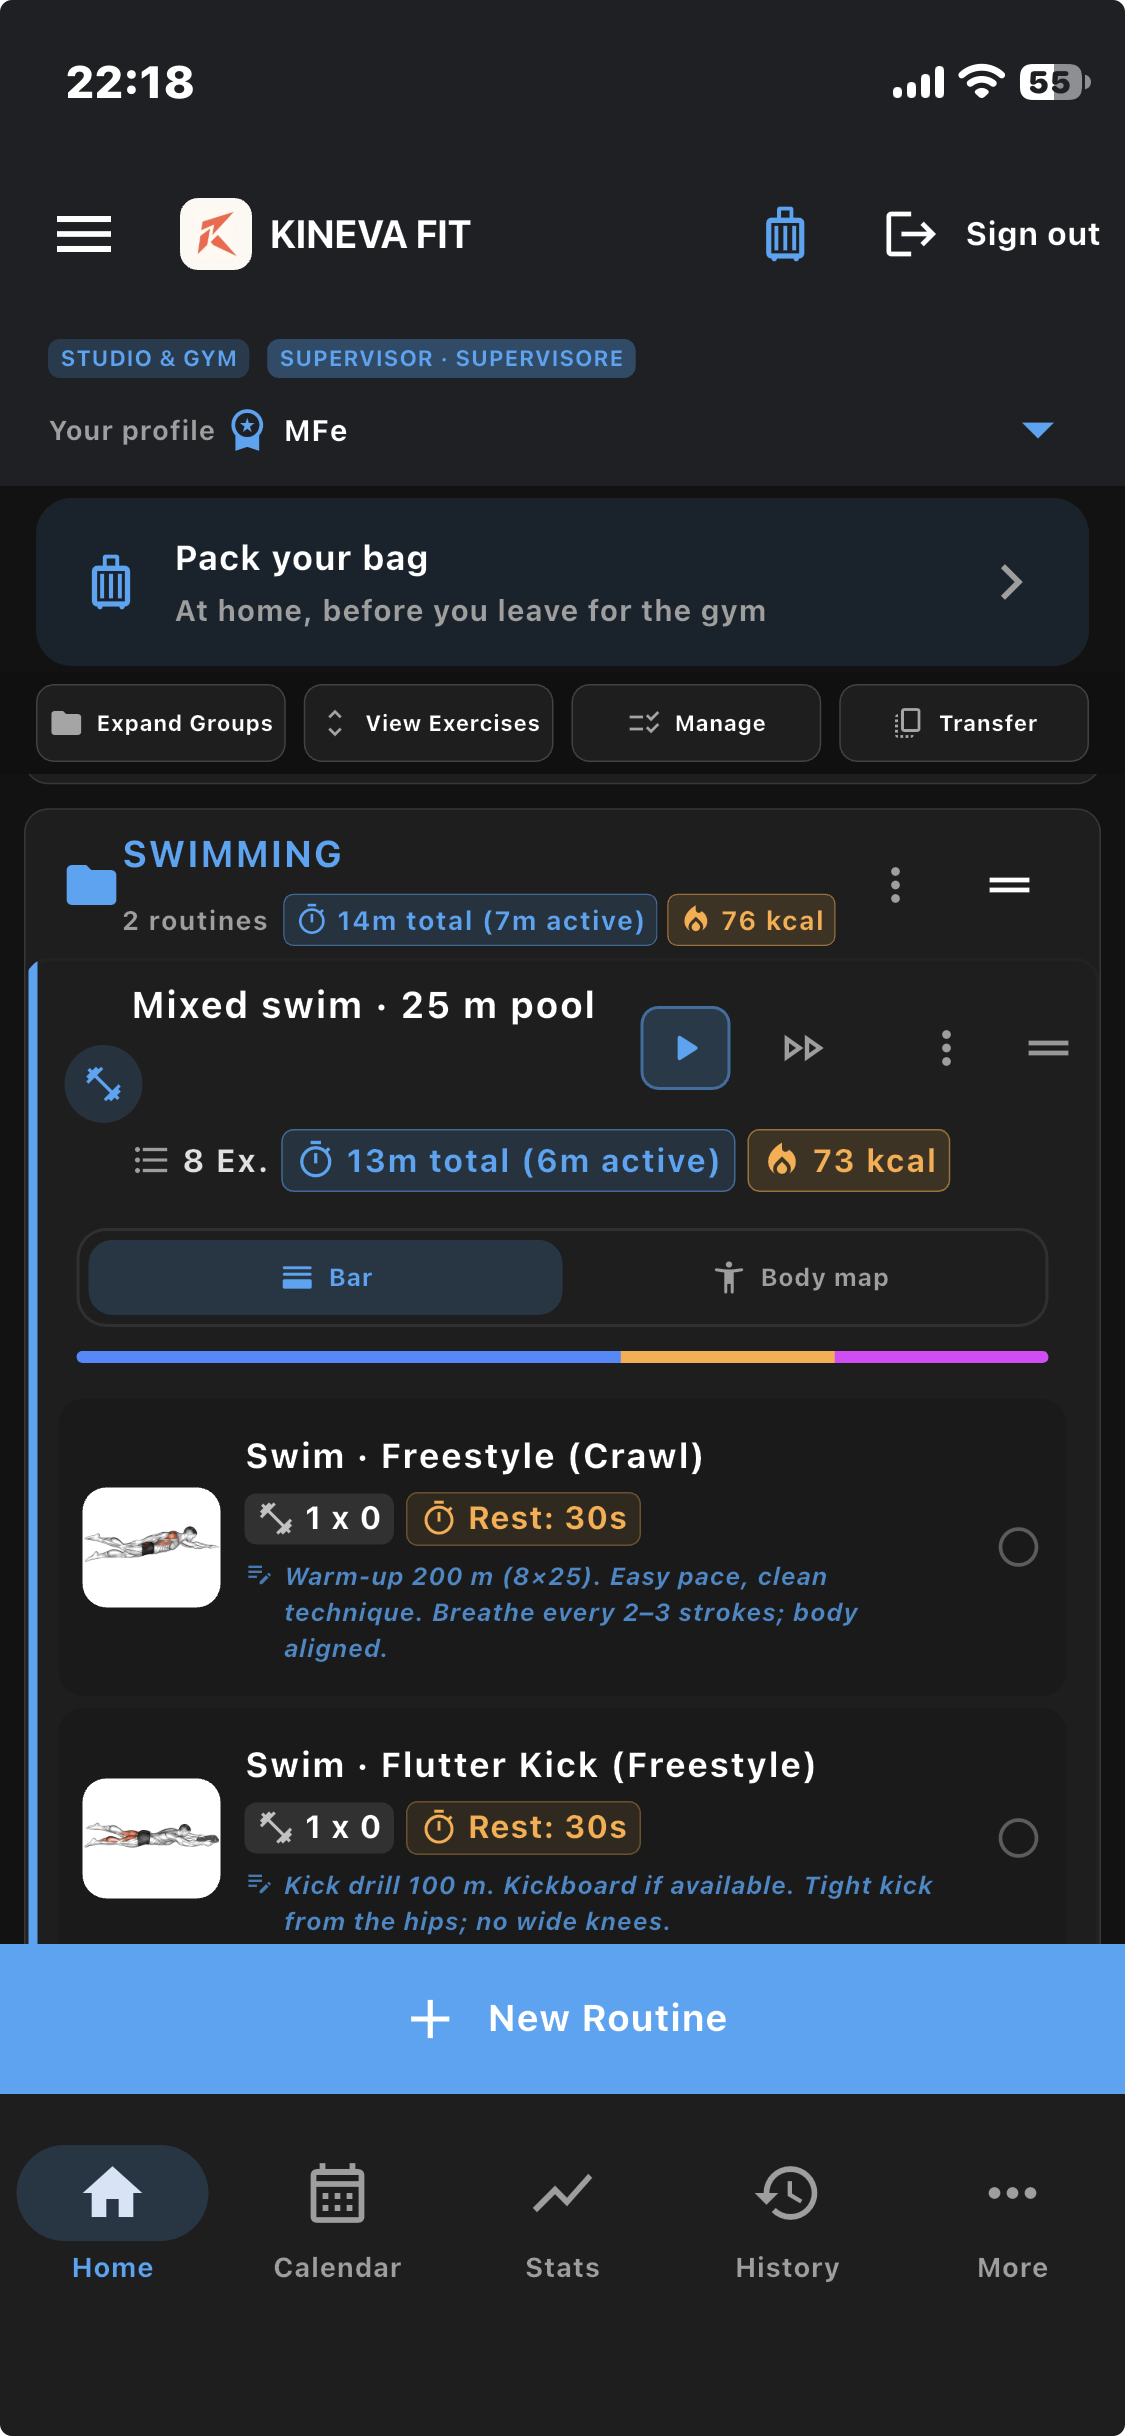 22:18
55
KINEVA FIT
Sign out
STUDIO & GYM
SUPERVISOR · SUPERVISORE
Your profile
MFe
Pack your bag
At home, before you leave for the gym
Expand Groups
View Exercises
Manage
Transfer
SWIMMING
2 routines
14m total (7m active)
76 kcal
Mixed swim · 25 m pool
8 Ex.
13m total (6m active)
73 kcal
Bar
Body map
Swim · Freestyle (Crawl)
1 x 0
Rest: 30s
Warm-up 200 m (8×25). Easy pace, clean
technique. Breathe every 2–3 strokes; body
aligned.
Swim · Flutter Kick (Freestyle)
1 x 0
Rest: 30s
Kick drill 100 m. Kickboard if available. Tight kick
from the hips; no wide knees.
New Routine
Home
Calendar
Stats
History
More